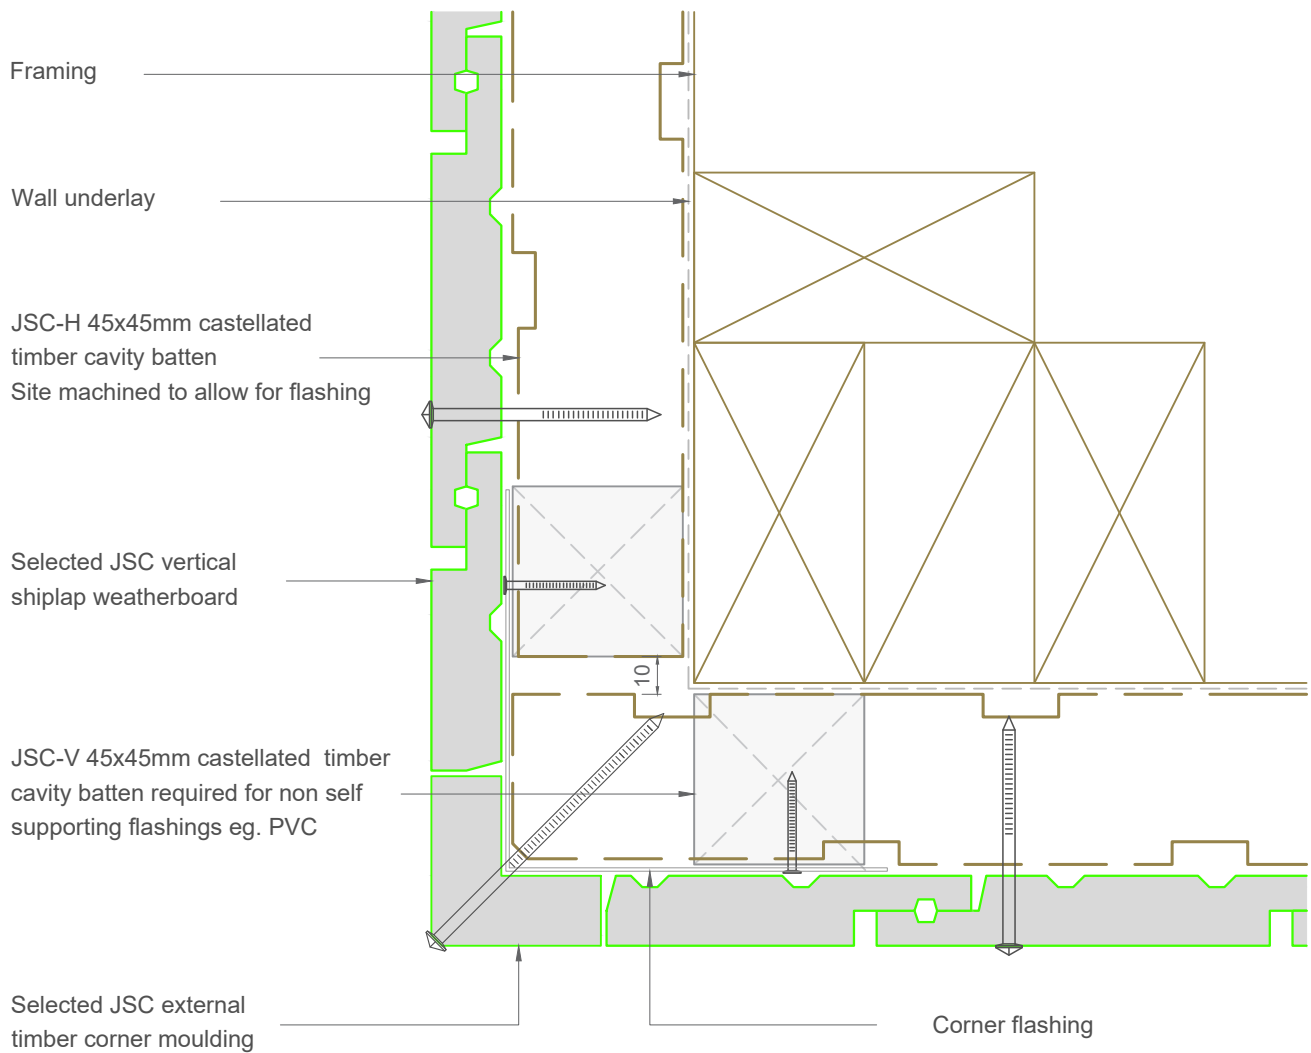 Framing
Wall underlay
JSC-H 45x45mm castellated
timber cavity batten
Site machined to allow for flashing
Selected JSC vertical
shiplap weatherboard
10
JSC-V 45x45mm castellated  timber
cavity batten required for non self
supporting flashings eg. PVC
Selected JSC external
timber corner moulding
Corner flashing